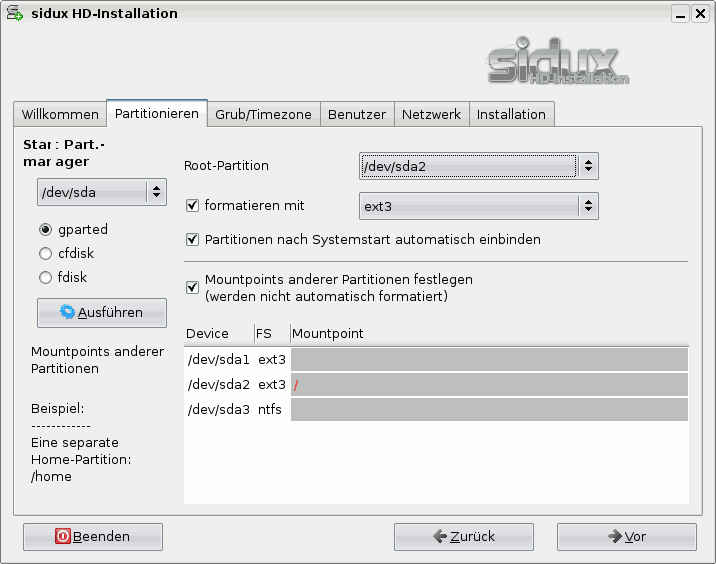 sidux HD-Installation
sidux
HD-Installation
Willkommen Partitionieren Grub/Timezone Benutzer Netzwerk Installation
Star: Part.-
mar ager
/dev/sda
gparted
cfdisk
fdisk
Ausführen
Mountpoints anderer
Partitionen
Beispiel:
------------
Eine separate
Home-Partition:
/home
Root-Partition /dev/sda2
formatieren mit ext3
Partitionen nach Systemstart automatisch einbinden
Mountpoints anderer Partitionen festlegen
(werden nicht automatisch formatiert)
Device FS Mountpoint
/dev/sda1 ext3
/dev/sda2 ext3 /
/dev/sda3 ntfs
Beenden Zurück Vor